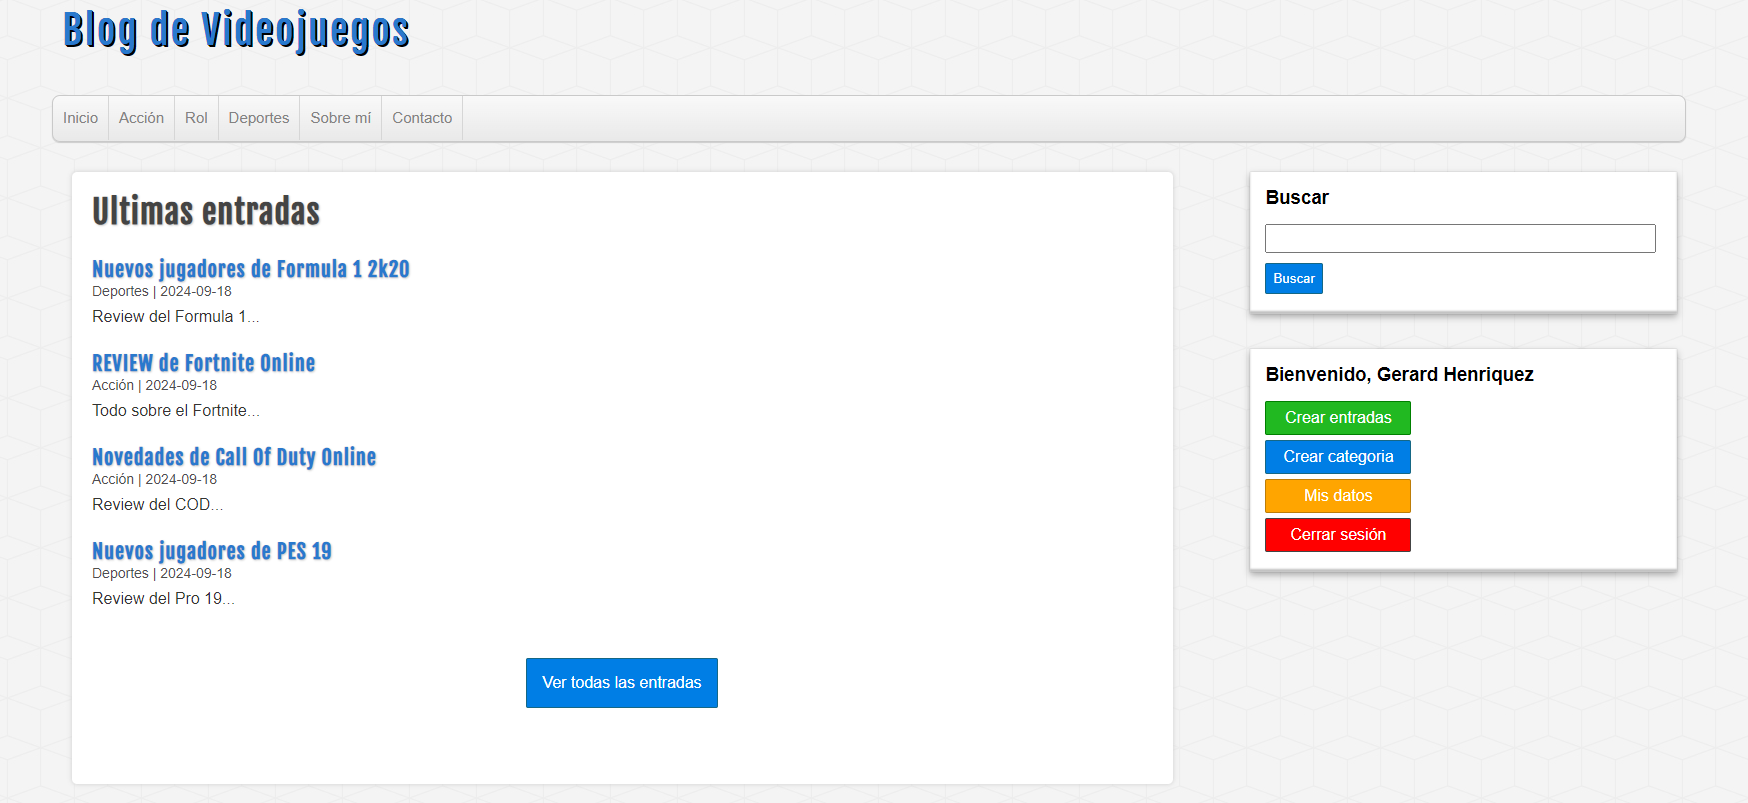 Blog de Videojuegos
Inicio Acción Rol Deportes Sobre mí Contacto
Ultimas entradas
Nuevos jugadores de Formula 1 2k20
Deportes | 2024-09-18
Review del Formula 1...
REVIEW de Fortnite Online
Acción | 2024-09-18
Todo sobre el Fortnite...
Novedades de Call Of Duty Online
Acción | 2024-09-18
Review del COD...
Nuevos jugadores de PES 19
Deportes | 2024-09-18
Review del Pro 19...
Ver todas las entradas
Buscar
Buscar
Bienvenido, Gerard Henriquez
Crear entradas
Crear categoria
Mis datos
Cerrar sesión